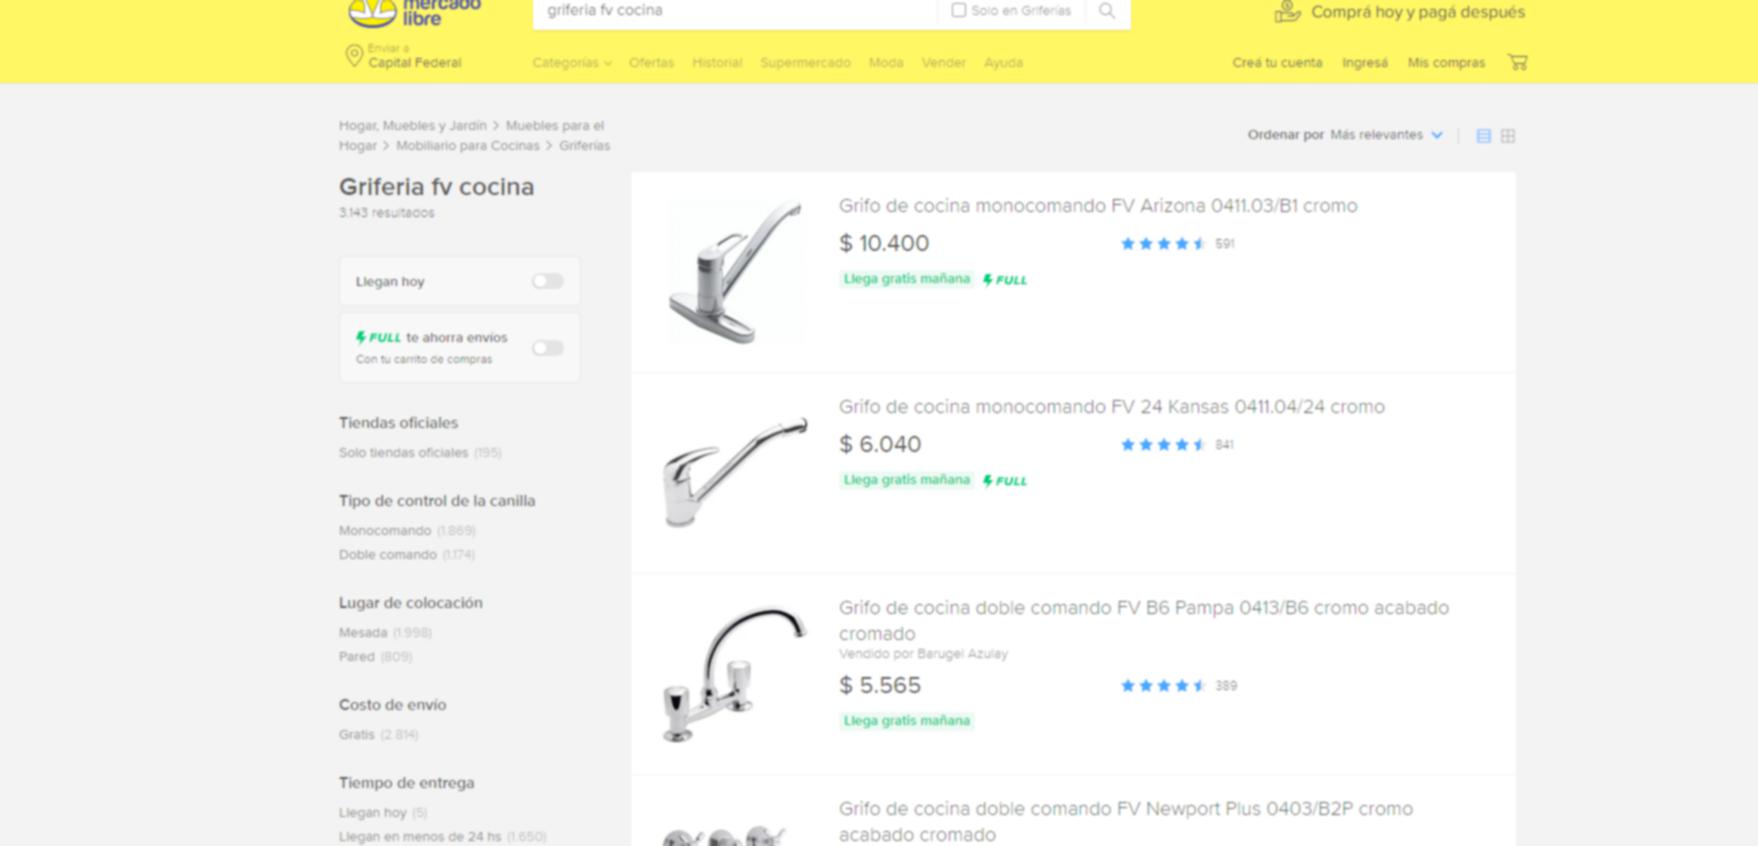 mercado
libre
griferia fv cocina
Solo en Griferías
Comprá hoy y pagá después
Enviar a
Capital Federal
Categorías
Ofertas
Historial
Supermercado
Moda
Vender
Ayuda
Creá tu cuenta
Ingresá
Mis compras
Hogar, Muebles y Jardín > Muebles para el
Hogar > Mobiliario para Cocinas > Griferías
Ordenar por Más relevantes
Griferia fv cocina
3.143 resultados
Llegan hoy
FULL te ahorra envíos
Con tu carrito de compras
Tiendas oficiales
Solo tiendas oficiales (195)
Tipo de control de la canilla
Monocomando (1.869)
Doble comando (1.174)
Lugar de colocación
Mesada (1.998)
Pared (809)
Costo de envío
Gratis (2.814)
Tiempo de entrega
Llegan hoy (5)
Llegan en menos de 24 hs (1.650)
Grifo de cocina monocomando FV Arizona 0411.03/B1 cromo
$ 10.400
591
Llega gratis mañana FULL
Grifo de cocina monocomando FV 24 Kansas 0411.04/24 cromo
$ 6.040
841
Llega gratis mañana FULL
Grifo de cocina doble comando FV B6 Pampa 0413/B6 cromo acabado
cromado
Vendido por Barugel Azulay
$ 5.565
389
Llega gratis mañana
Grifo de cocina doble comando FV Newport Plus 0403/B2P cromo
acabado cromado